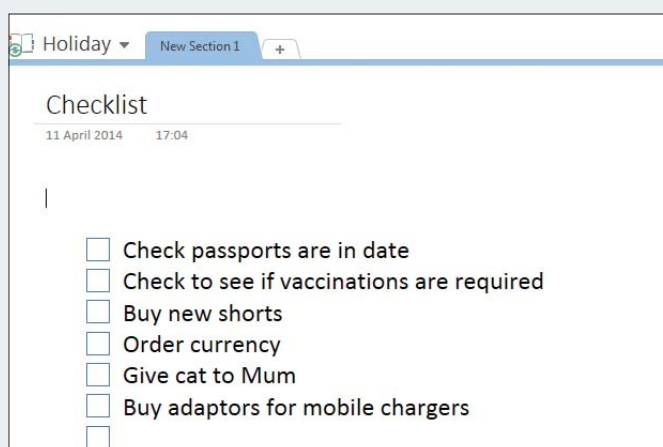 Holiday New Section 1 +
Checklist
11 April 2014 17:04
Check passports are in date
Check to see if vaccinations are required
Buy new shorts
Order currency
Give cat to Mum
Buy adaptors for mobile chargers